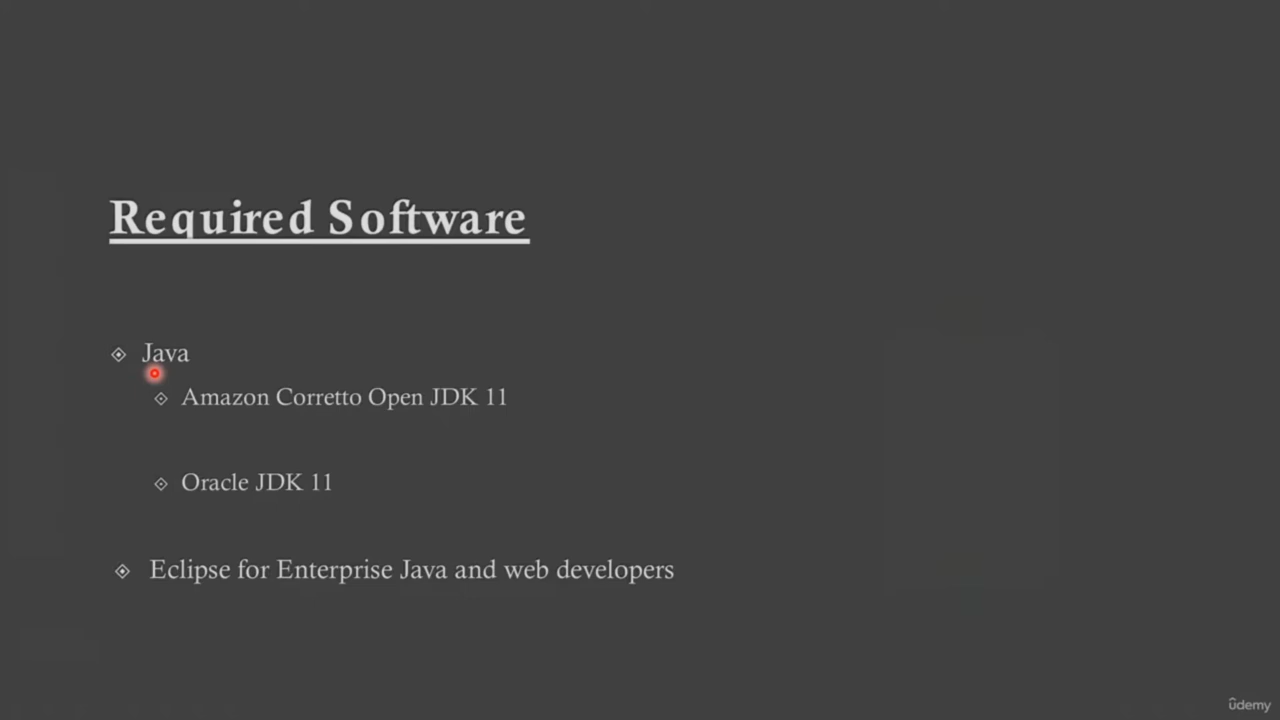 Required Software
Java
Amazon Corretto Open JDK 11
Oracle JDK 11
Eclipse for Enterprise Java and web developers
ûdemy